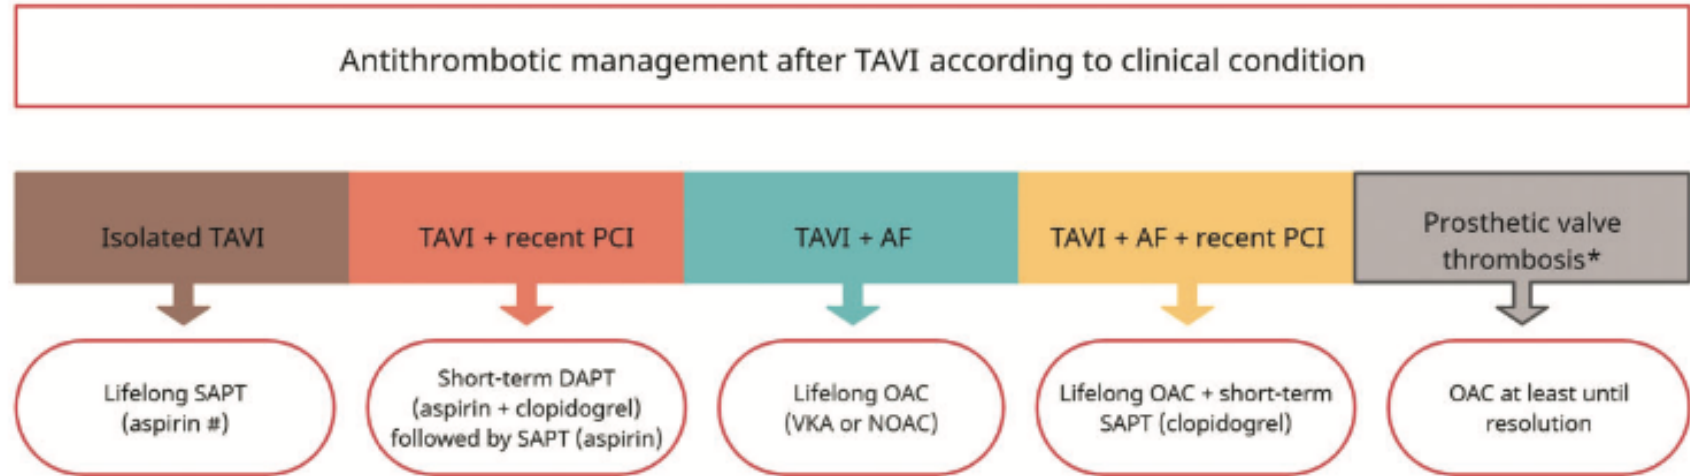 Antithrombotic management after TAVI according to clinical condition
Isolated TAVI
TAVI + recent PCI
TAVI + AF
TAVI + AF + recent PCI
Prosthetic valve
thrombosis*
Lifelong SAPT
(aspirin #)
Short-term DAPT
(aspirin + clopidogrel)
followed by SAPT (aspirin)
Lifelong OAC
(VKA or NOAC)
Lifelong OAC + short-term
SAPT (clopidogrel)
OAC at least until
resolution